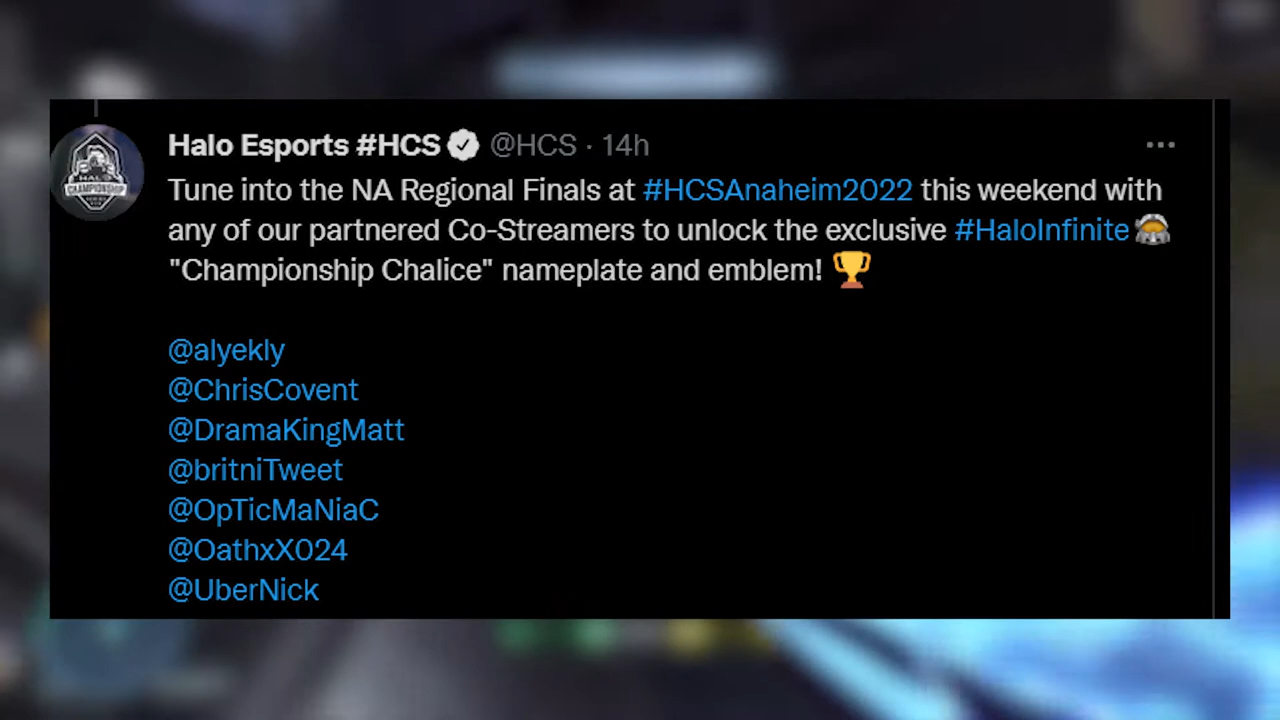 Halo Esports #HCS @HCS · 14h
Tune into the NA Regional Finals at #HCSAnaheim2022 this weekend with
any of our partnered Co-Streamers to unlock the exclusive #HaloInfinite
"Championship Chalice" nameplate and emblem! 🏆
@alyekly
@ChrisCovent
@DramaKingMatt
@britniTweet
@OpTicMaNiaC
@OathxX024
@UberNick